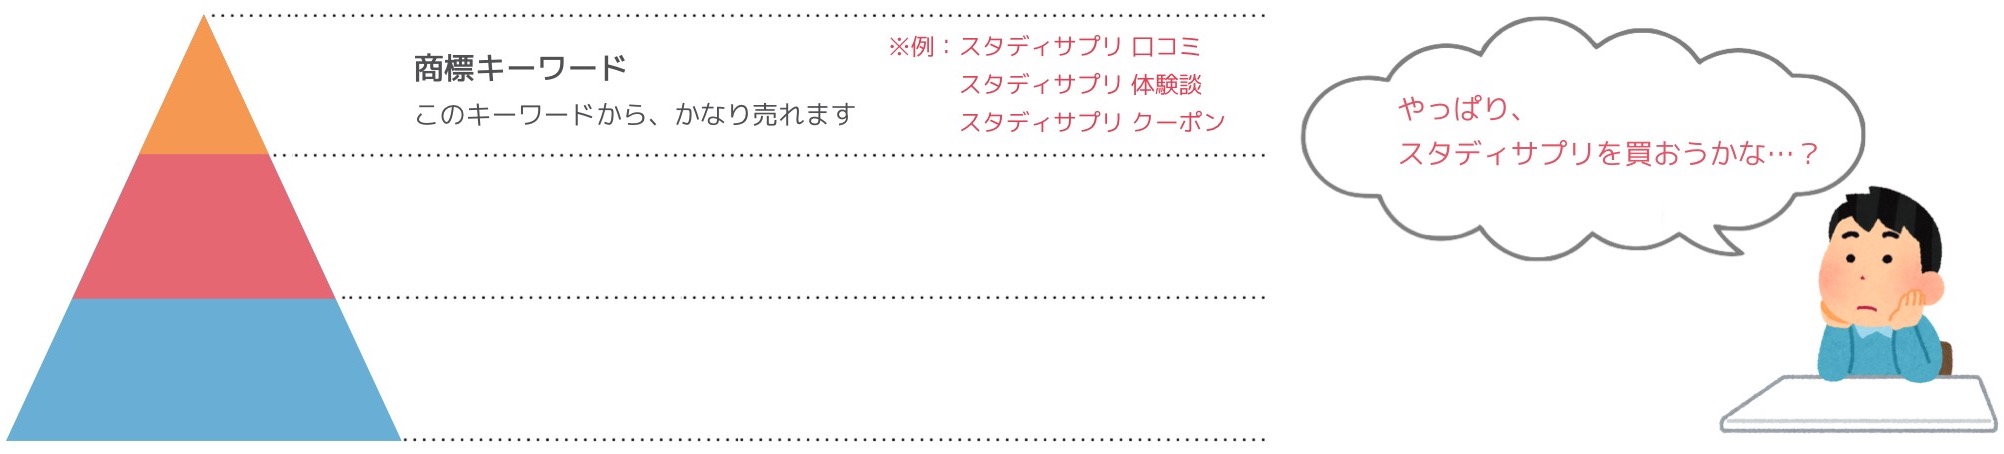 商標キーワード
このキーワードから、かなり売れます
※例：スタディサプリ 口コミ
スタディサプリ 体験談
スタディサプリ クーポン
やっぱり、
スタディサプリを買おうかな…？